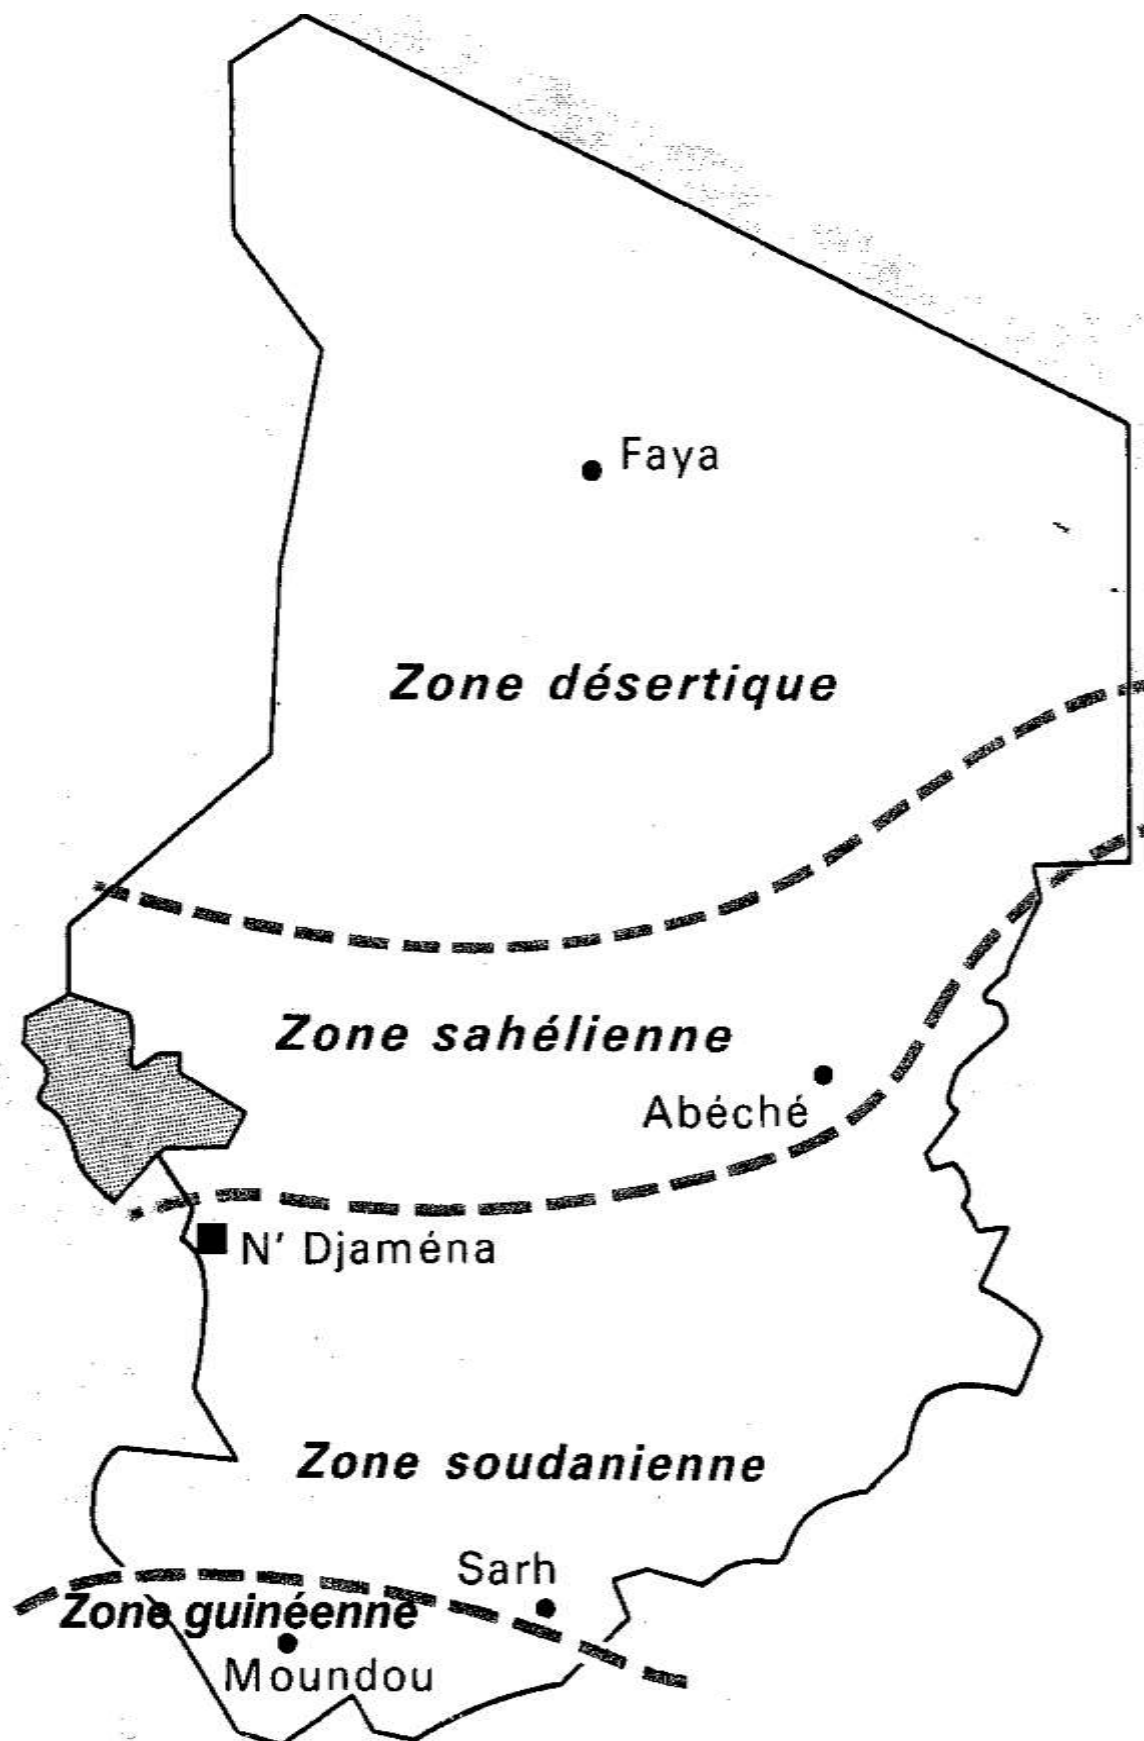 Faya
Zone désertique
Zone sahélienne
Abéché
N' Djaména
Zone soudanienne
Sarh
Zone guinéenne
Moundou